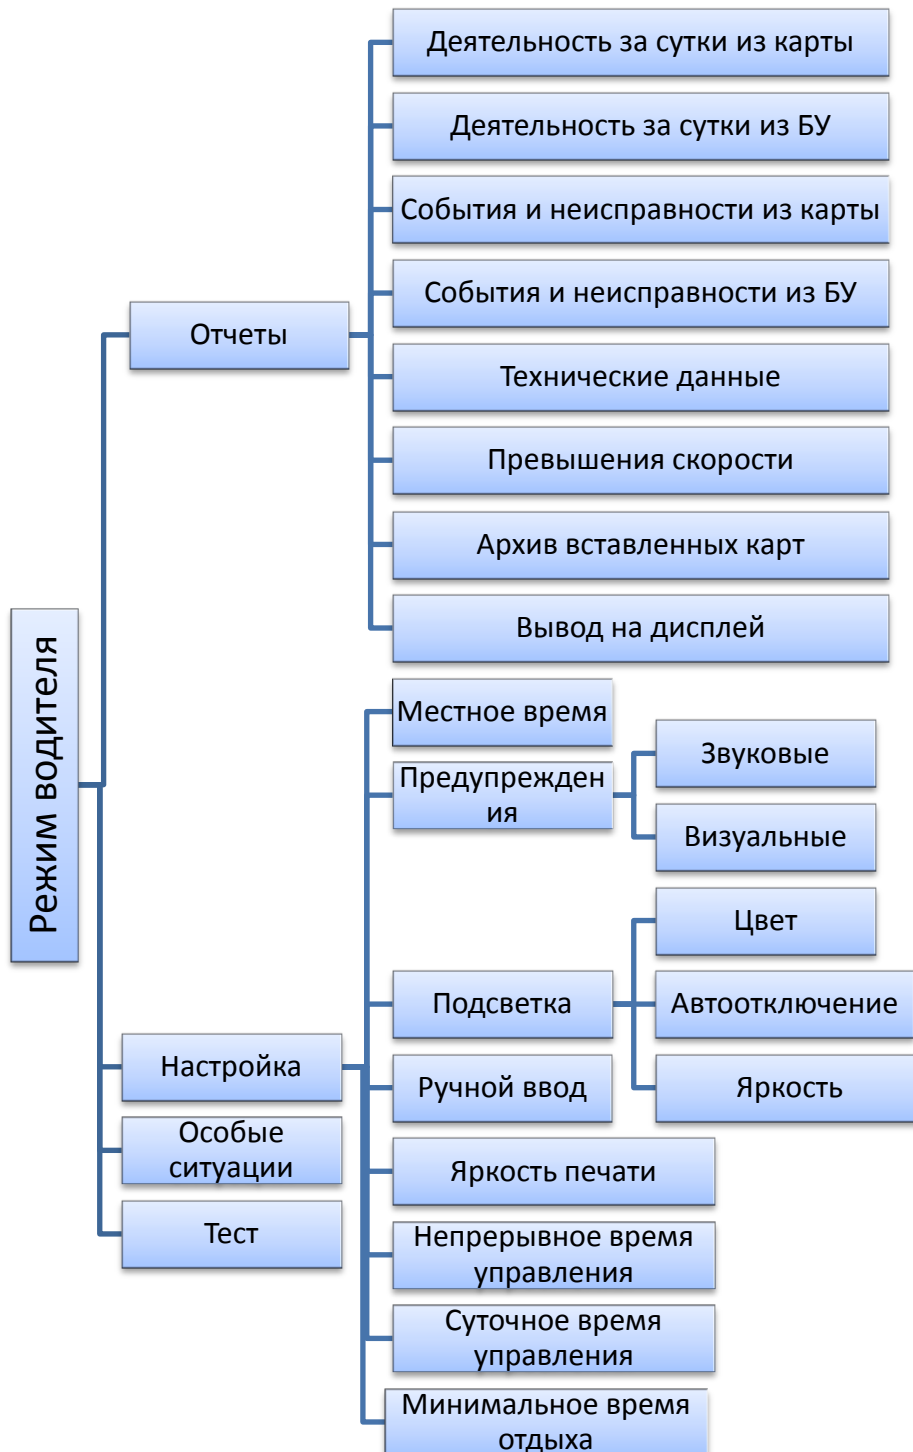 Деятельность за сутки из карты
Деятельность за сутки из БУ
События и неисправности из карты
События и неисправности из БУ
Отчеты
Технические данные
Превышения скорости
Архив вставленных карт
Вывод на дисплей
Режим водителя
Местное время
Предупрежден
ия
Звуковые
Визуальные
Цвет
Подсветка
Автоотключение
Настройка
Ручной ввод
Яркость
Особые
ситуации
Яркость печати
Тест
Непрерывное время
управления
Суточное время
управления
Минимальное время
отдыха